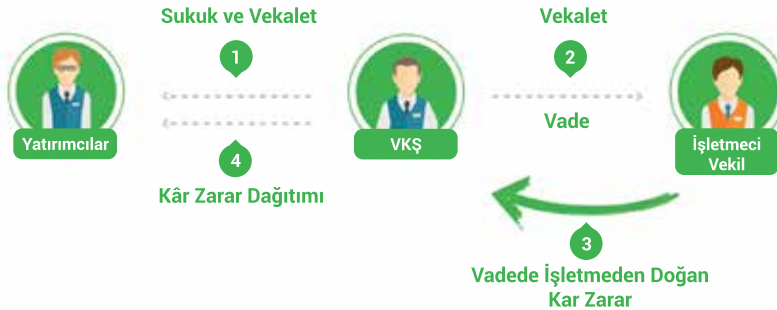 Sukuk ve Vekalet
1
Vekalet
2
Yatırımcılar
VKŞ
Vade
İşletmeci
Vekil
4
Kâr Zarar Dağıtımı
3
Vadede İşletmeden Doğan
Kar Zarar